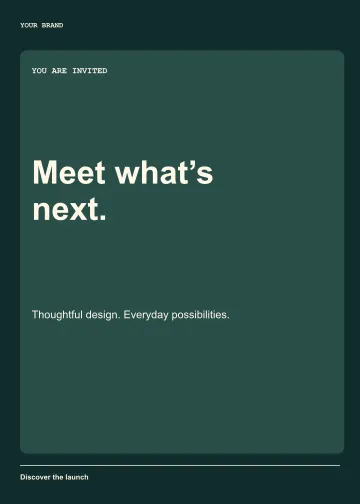 YOUR BRAND
YOU ARE INVITED
Meet what’s
next.
Thoughtful design. Everyday possibilities.
Discover the launch